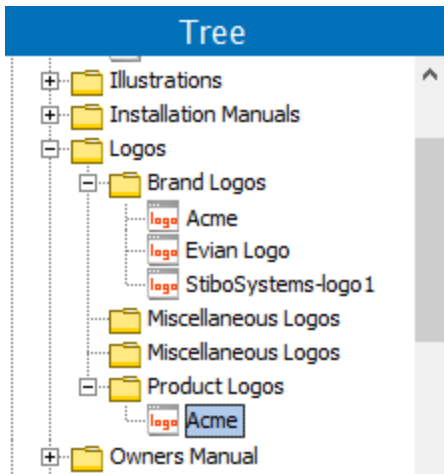 Tree
Illustrations
Installation Manuals
Logos
Brand Logos
logo Acme
logo Evian Logo
logo StiboSystems-logo1
Miscellaneous Logos
Miscellaneous Logos
Product Logos
logo Acme
Owners Manual